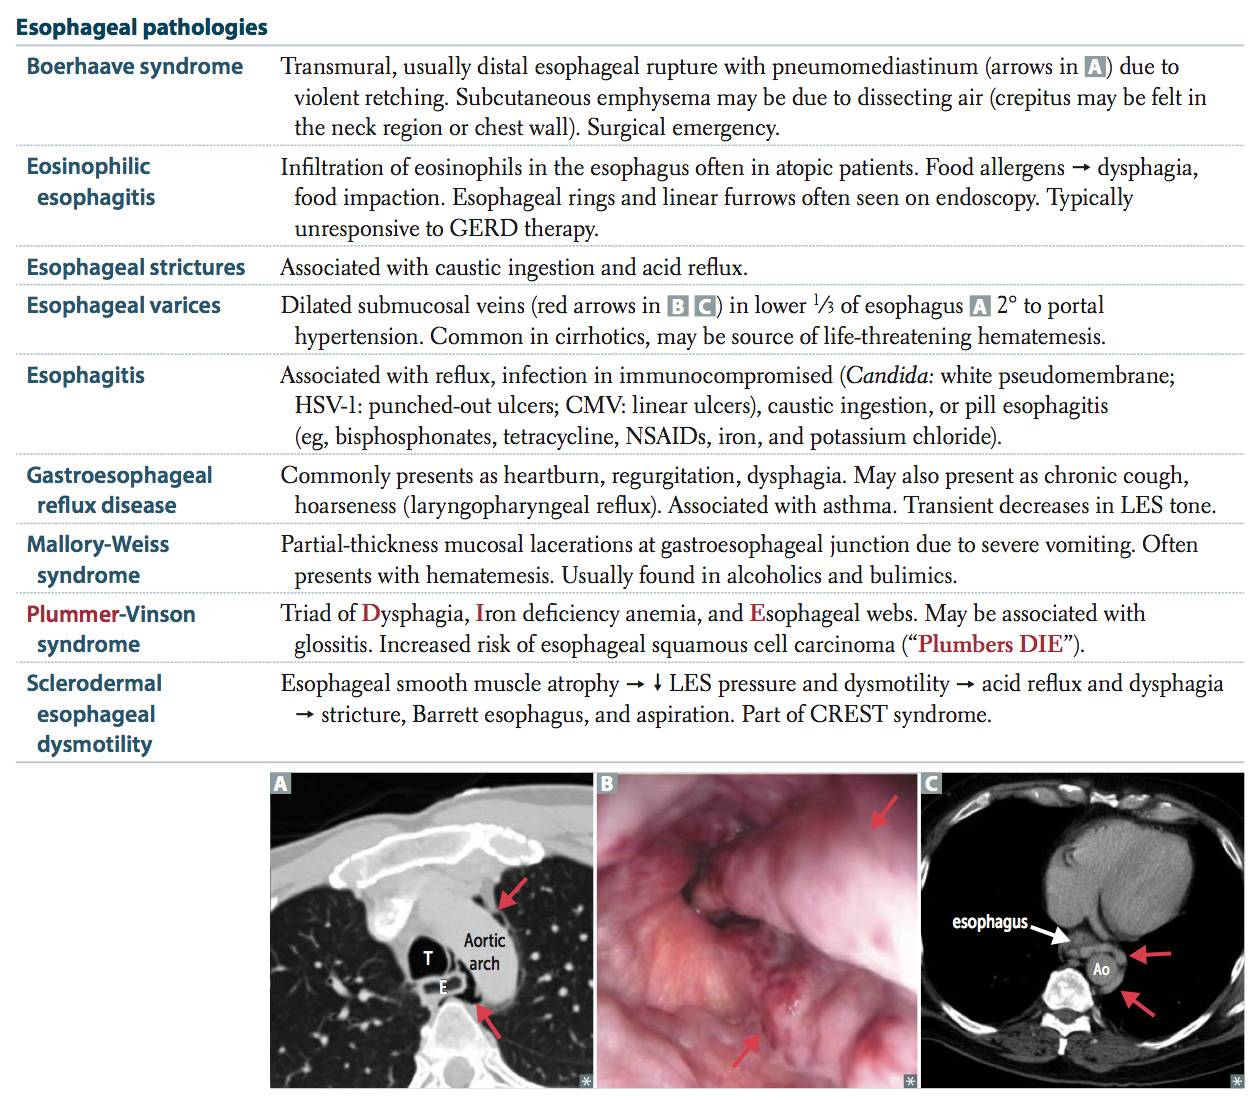 Esophageal pathologies
Boerhaave syndrome
Transmural, usually distal esophageal rupture with pneumomediastinum (arrows in A) due to
violent retching. Subcutaneous emphysema may be due to dissecting air (crepitus may be felt in
the neck region or chest wall). Surgical emergency.
Eosinophilic
esophagitis
Infiltration of eosinophils in the esophagus often in atopic patients. Food allergens → dysphagia,
food impaction. Esophageal rings and linear furrows often seen on endoscopy. Typically
unresponsive to GERD therapy.
Esophageal strictures
Associated with caustic ingestion and acid reflux.
Esophageal varices
Dilated submucosal veins (red arrows in B C) in lower 1/3 of esophagus A 2° to portal
hypertension. Common in cirrhotics, may be source of life-threatening hematemesis.
Esophagitis
Associated with reflux, infection in immunocompromised (Candida: white pseudomembrane;
HSV-1: punched-out ulcers; CMV: linear ulcers), caustic ingestion, or pill esophagitis
(eg, bisphosphonates, tetracycline, NSAIDs, iron, and potassium chloride).
Gastroesophageal
reflux disease
Commonly presents as heartburn, regurgitation, dysphagia. May also present as chronic cough,
hoarseness (laryngopharyngeal reflux). Associated with asthma. Transient decreases in LES tone.
Mallory-Weiss
syndrome
Partial-thickness mucosal lacerations at gastroesophageal junction due to severe vomiting. Often
presents with hematemesis. Usually found in alcoholics and bulimics.
Plummer-Vinson
syndrome
Triad of Dysphagia, Iron deficiency anemia, and Esophageal webs. May be associated with
glossitis. Increased risk of esophageal squamous cell carcinoma (“Plumbers DIE”).
Sclerodermal
esophageal
dysmotility
Esophageal smooth muscle atrophy → ↓ LES pressure and dysmotility → acid reflux and dysphagia
→ stricture, Barrett esophagus, and aspiration. Part of CREST syndrome.
A
T
E
Aortic
arch
B
C
esophagus
Ao